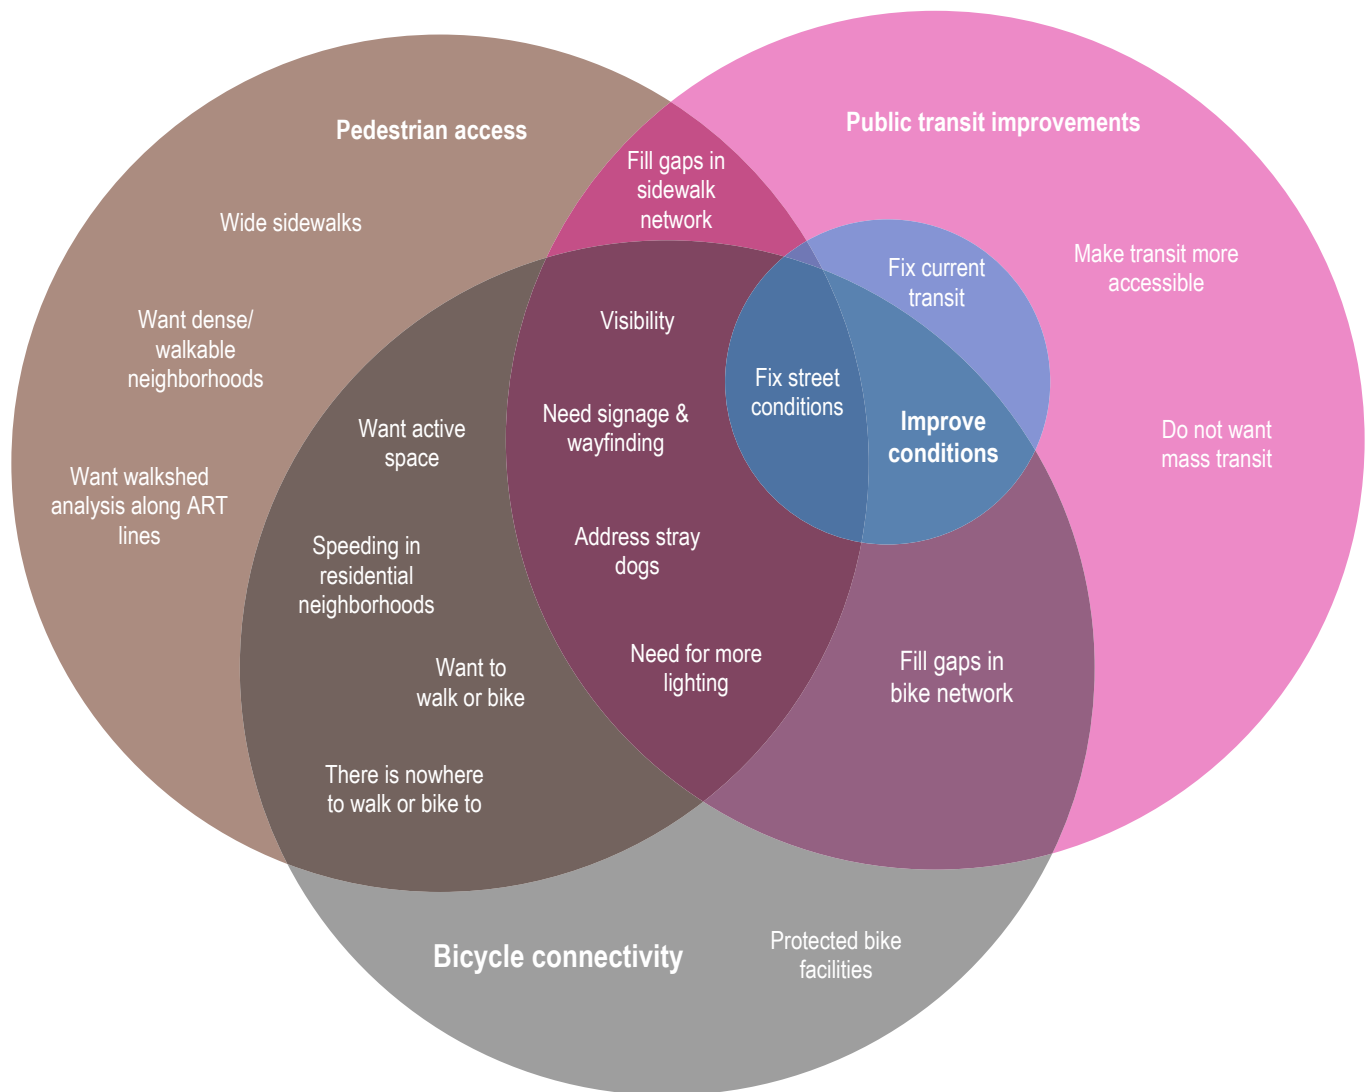 Pedestrian access
Public transit improvements
Fill gaps in
sidewalk
network
Wide sidewalks
Make transit more
accessible
Fix current
transit
Want dense/
walkable
neighborhoods
Visibility
Fix street
conditions
Want active
space
Need signage &
wayfinding
Improve
conditions
Do not want
mass transit
Want walkshed
analysis along ART
lines
Speeding in
residential
neighborhoods
Address stray
dogs
Want to
walk or bike
Need for more
lighting
Fill gaps in
bike network
There is nowhere
to walk or bike to
Bicycle connectivity
Protected bike
facilities